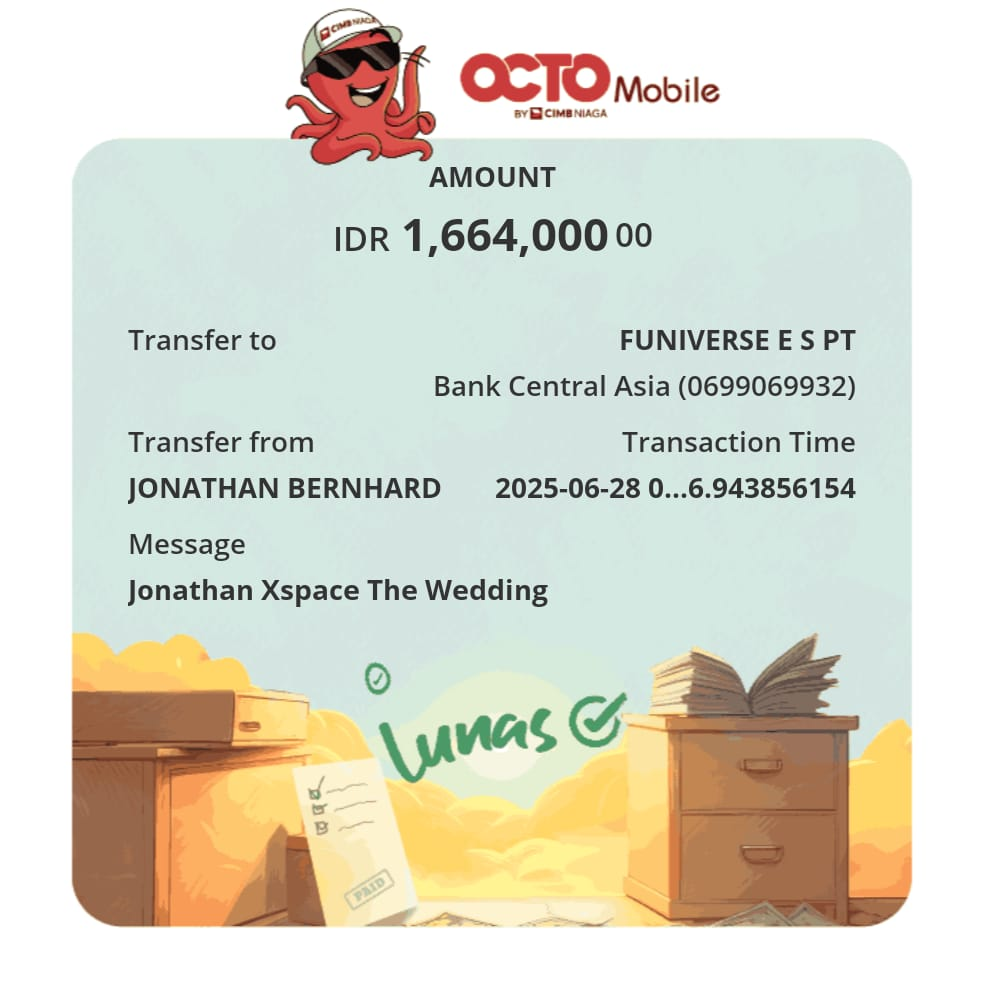 CIMB NIAGA
OCTO Mobile
BY CIMB NIAGA
AMOUNT
IDR 1,664,000 00
Transfer to FUNIVERSE E S PT
Bank Central Asia (0699069932)
Transfer from Transaction Time
JONATHAN BERNHARD 2025-06-28 0...6.943856154
Message
Jonathan Xspace The Wedding
lunas
PAID